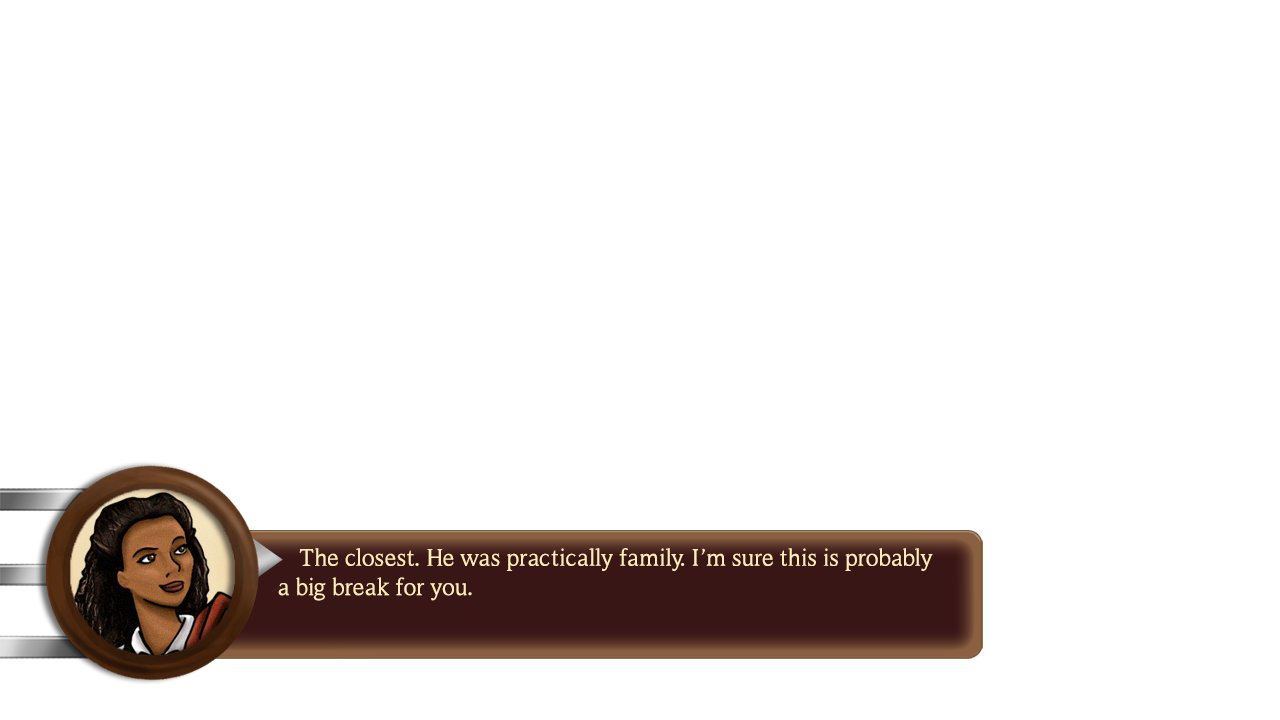 The closest. He was practically family. I’m sure this is probably
a big break for you.